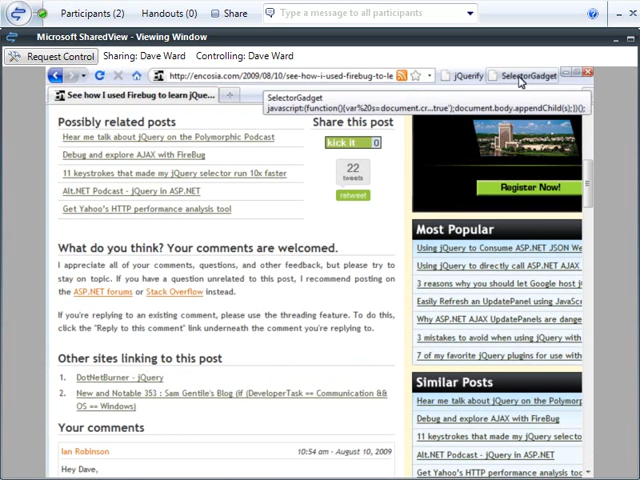 Participants (2)
Handouts (0)
Share
Type a message to all participants
Microsoft SharedView - Viewing Window
Request Control
Sharing: Dave Ward
Controlling: Dave Ward
http://encosia.com/2009/08/10/see-how-i-used-firebug-to-le
jQuerify
SelectorGadget
See how I used Firebug to learn jQue...
SelectorGadget
javascript:(function(){var%20s=document.cr...true');document.body.appendChild(s);})();
Possibly related posts
Hear me talk about jQuery on the Polymorphic Podcast
Debug and explore AJAX with FireBug
11 keystrokes that made my jQuery selector run 10x faster
Alt.NET Podcast - jQuery in ASP.NET
Get Yahoo's HTTP performance analysis tool
Share this post
kick it 0
22
tweets
retweet
Register Now!
What do you think? Your comments are welcomed.
I appreciate all of your comments, questions, and other feedback, but please try to
stay on topic. If you have a question unrelated to this post, I recommend posting on
the ASP.NET forums or Stack Overflow instead.
If you're replying to an existing comment, please use the threading feature. To do this,
click the "Reply to this comment" link underneath the comment you're replying to.
Other sites linking to this post
1. DotNetBurner - jQuery
2. New and Notable 353 : Sam Gentile's Blog (if (DeveloperTask == Communication &&
OS == Windows)
Your comments
Ian Robinson
10:54 am - August 10, 2009
Hey Dave,
Most Popular
Using jQuery to Consume ASP.NET JSON We
Using jQuery to directly call ASP.NET AJAX
3 reasons why you should let Google host j
Easily Refresh an UpdatePanel using JavaSc
Why ASP.NET AJAX UpdatePanels are dange
3 mistakes to avoid when using jQuery with
7 of my favorite jQuery plugins for use with
Similar Posts
Hear me talk about jQuery on the Polymorp
Debug and explore AJAX with FireBug
11 keystrokes that made my jQuery selecto
Alt.NET Podcast - jQuery in ASP.NET
Get Yahoo's HTTP performance analysis too